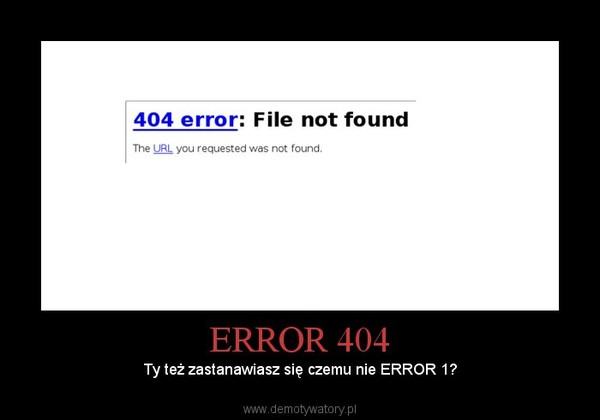 404 error: File not found
The URL you requested was not found.
ERROR 404
Ty też zastanawiasz się czemu nie ERROR 1?
www.demotywatory.pl